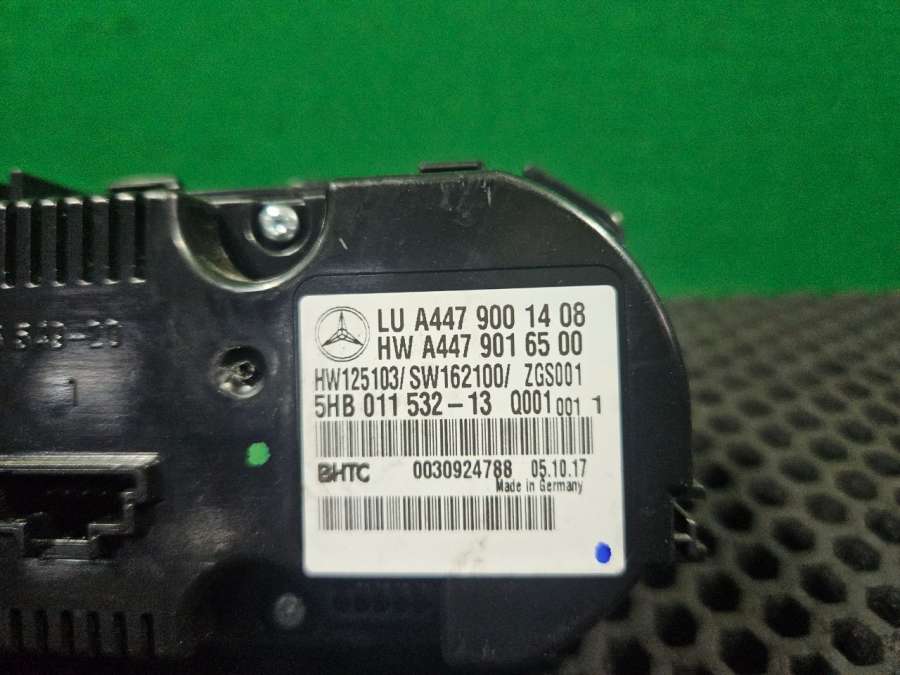 LU A447 900 14 08
HW A447 901 65 00
HW125103/SW162100/ ZGS001
5HB 011 532-13 Q001 001 1
BHTC 0030924788 05.10.17
Made in Germany
1